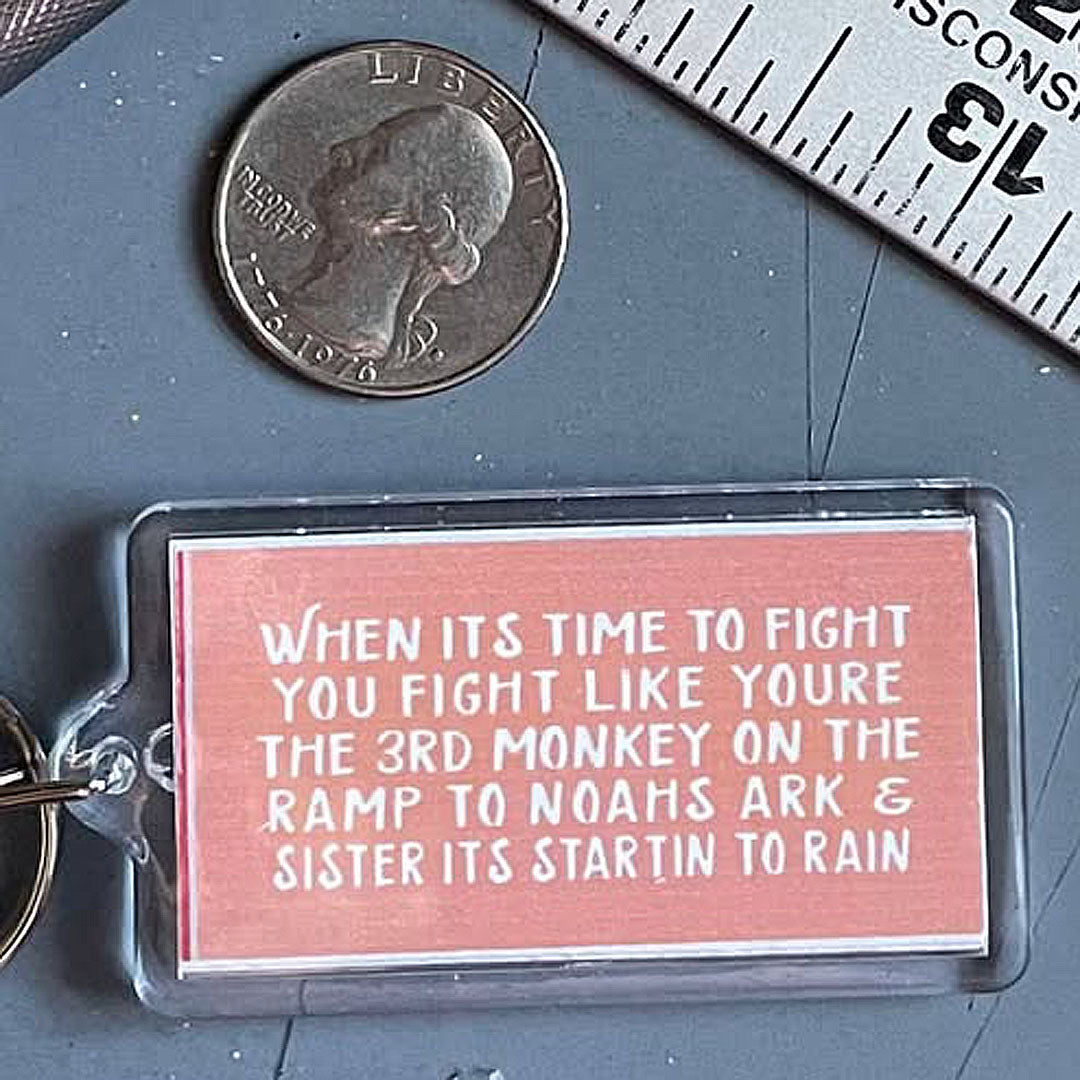 LIBERTY
IN GOD WE
TRUST
1776·1976
D
13
WHEN ITS TIME TO FIGHT
YOU FIGHT LIKE YOURE
THE 3RD MONKEY ON THE
RAMP TO NOAHS ARK &
SISTER ITS STARTIN TO RAIN